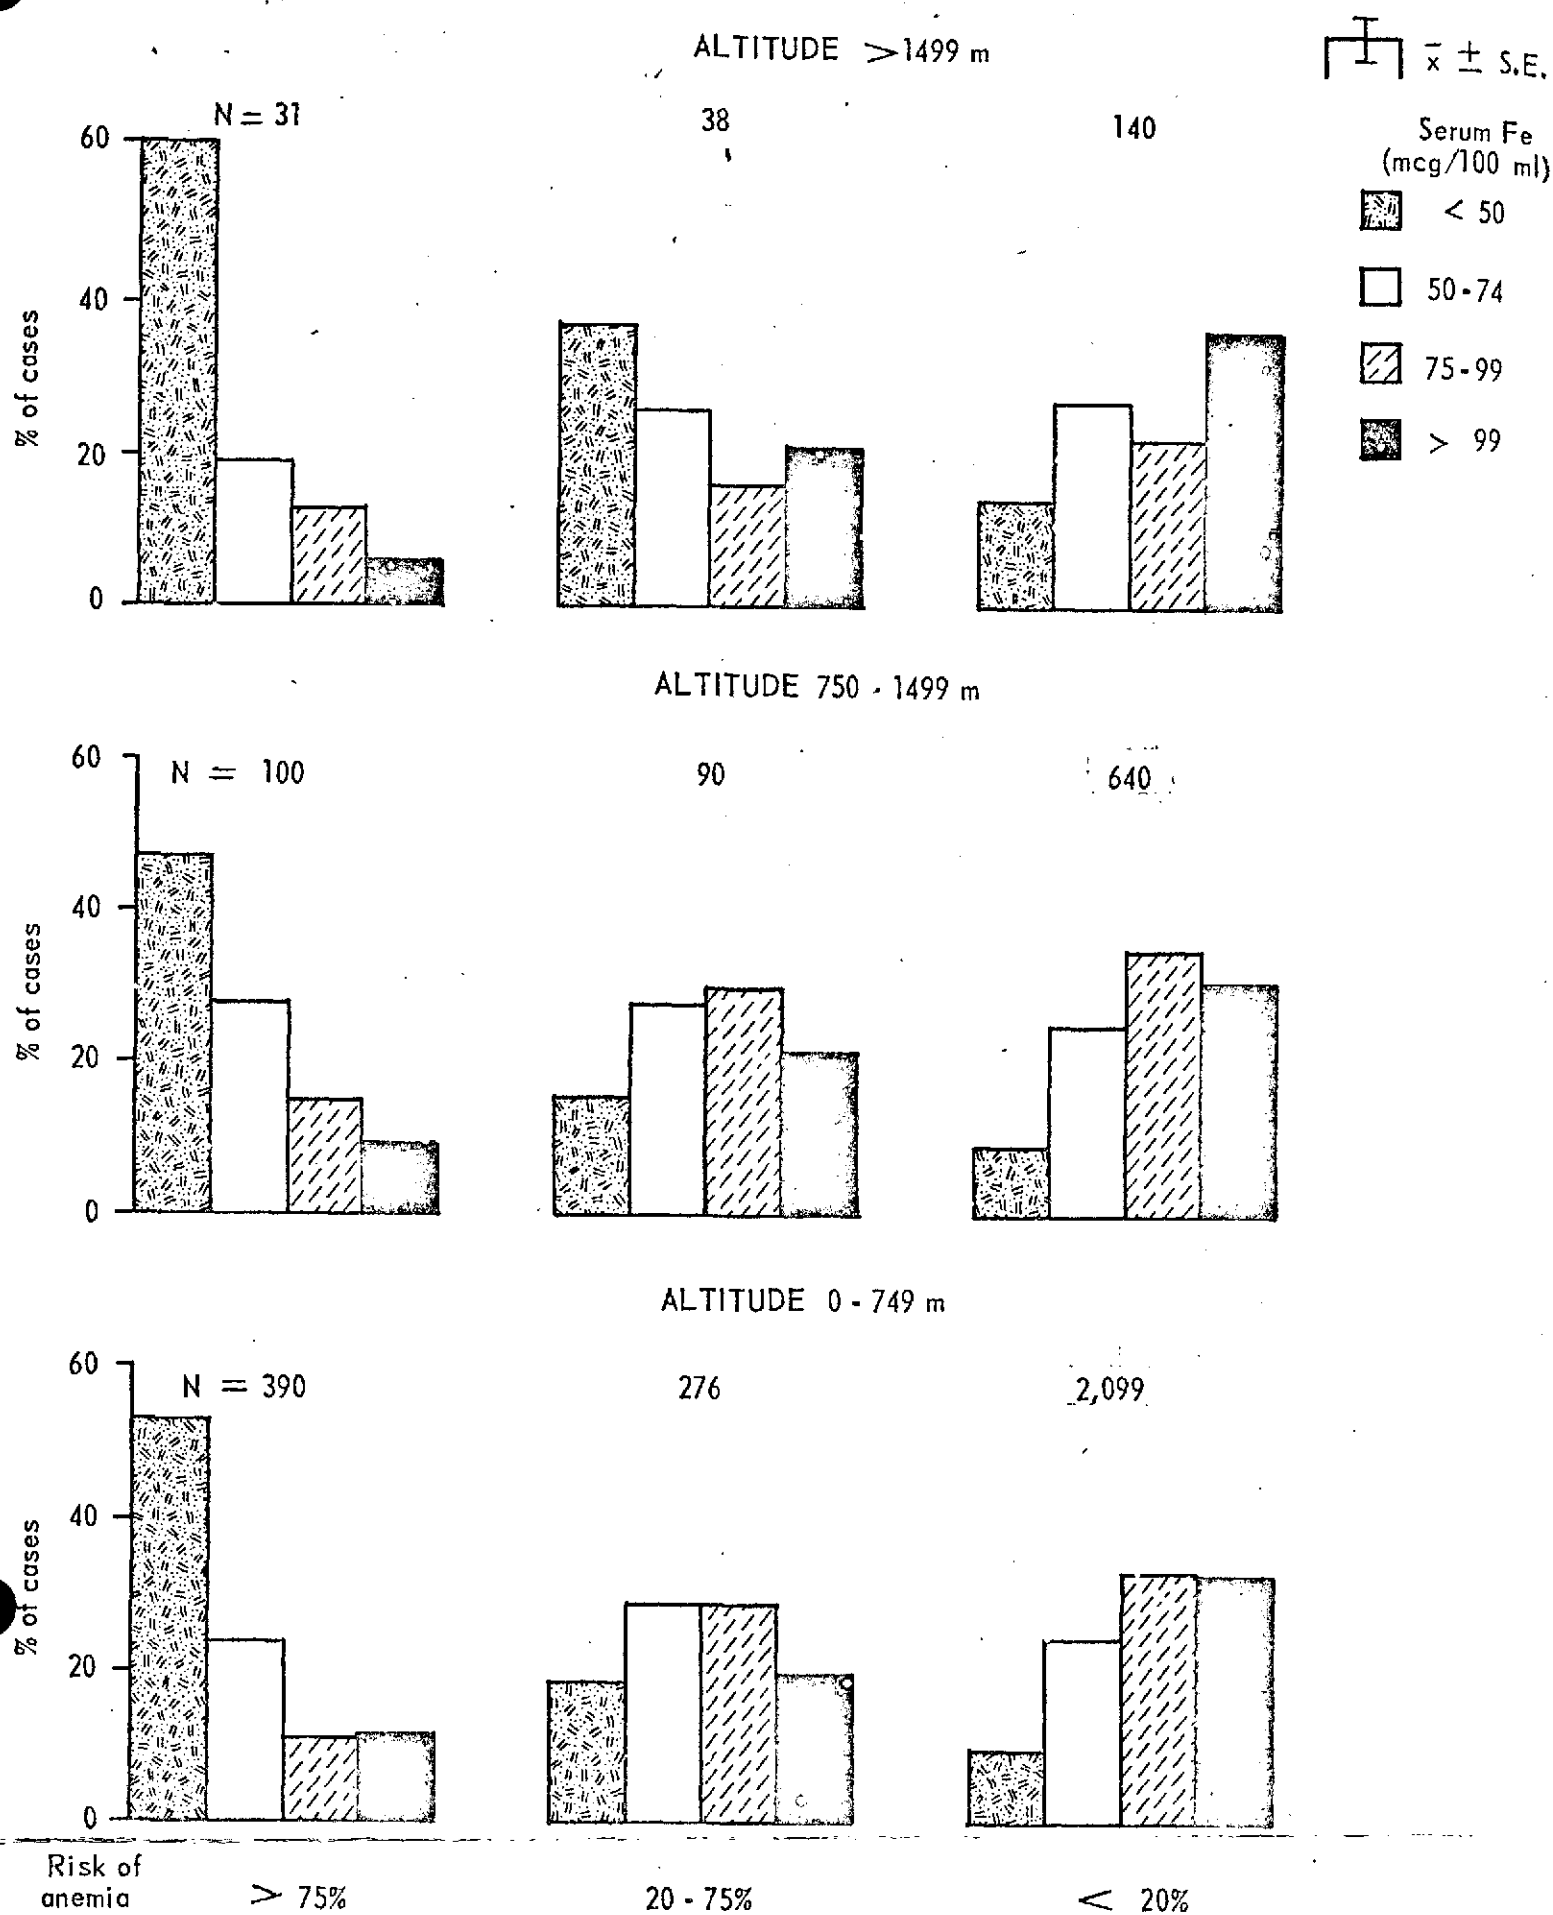 ALTITUDE >1499 m
x̄ ± S.E.
Serum Fe
(mcg/100 ml)
< 50
50-74
75-99
> 99
N = 31
38
140
60
40
20
0
% of cases
ALTITUDE 750 - 1499 m
N = 100
90
640
60
40
20
0
% of cases
ALTITUDE 0 - 749 m
N = 390
276
2,099
60
40
20
0
% of cases
Risk of
anemia
> 75%
20 - 75%
< 20%